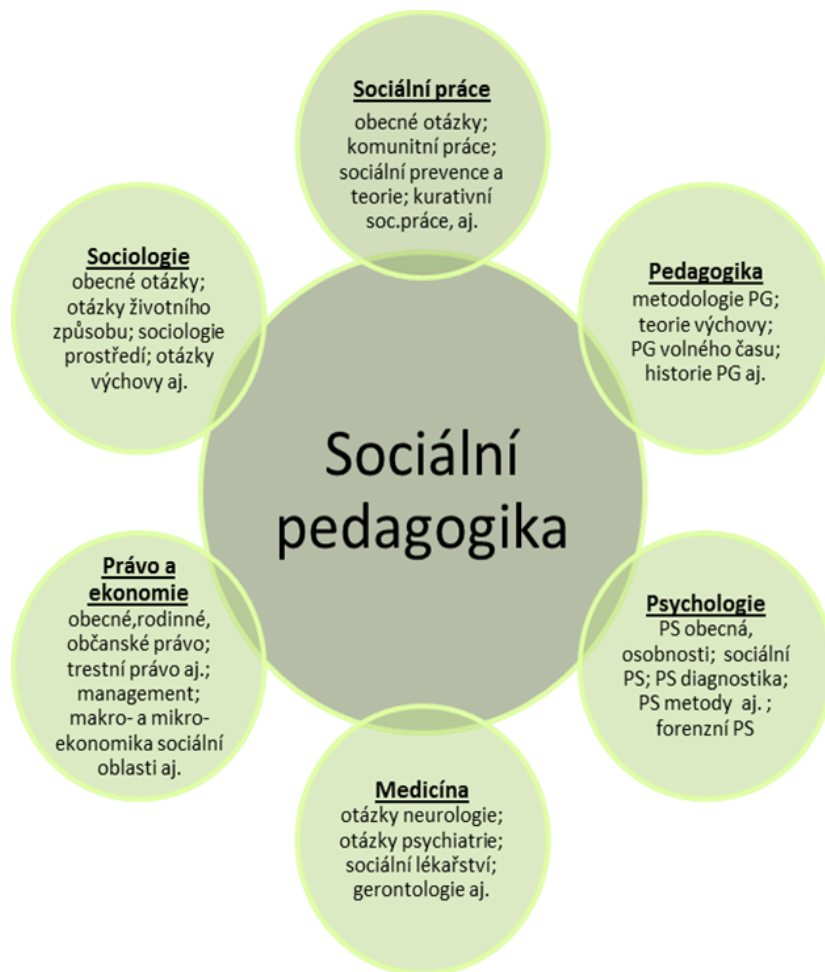 Sociální práce
obecné otázky;
komunitní práce;
sociální prevence a
teorie; kurativní
soc.práce, aj.
Sociologie
obecné otázky;
otázky životního
způsobu; sociologie
prostředí; otázky
výchovy aj.
Pedagogika
metodologie PG;
teorie výchovy;
PG volného času;
historie PG aj.
Sociální
pedagogika
Právo a
ekonomie
obecné,rodinné,
občanské právo;
trestní právo aj.;
management;
makro- a mikro-
ekonomika sociální
oblasti aj.
Psychologie
PS obecná,
osobnosti; sociální
PS; PS diagnostika;
PS metody aj. ;
forenzní PS
Medicína
otázky neurologie;
otázky psychiatrie;
sociální lékařství;
gerontologie aj.